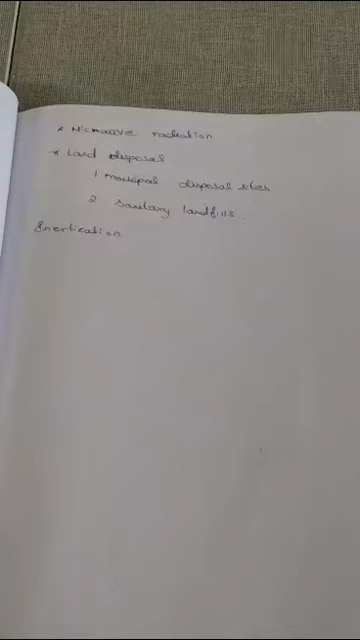 * Microwave radiation
* Land disposal
1 municipal disposal sites
2 sanitary landfills.
Inertization